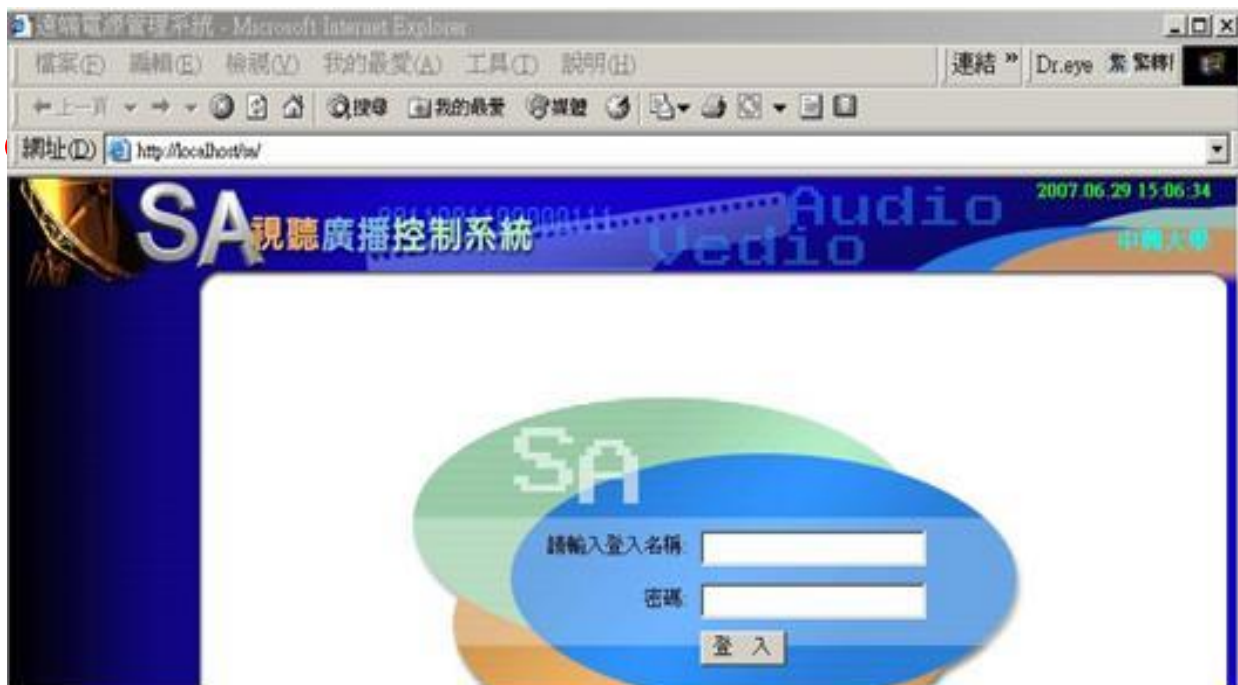 遠端電源管理系統 - Microsoft Internet Explorer
檔案(F) 編輯(E) 檢視(V) 我的最愛(A) 工具(T) 說明(H) 連結 » Dr.eye 繁 繁轉
上一頁 搜尋 我的最愛 媒體
網址(D) http://localhost/sa/
SA視聽廣播控制系統
Audio
Vedio
2007.06.29 15:06:34
SA
請輸入登入名稱:
密碼:
登 入